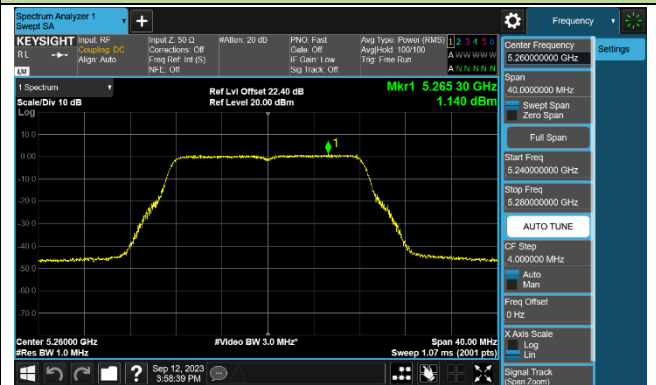 Spectrum Analyzer 1
Swept SA
Frequency
KEYSIGHT
RL
LXI
Input: RF
Coupling: DC
Align: Auto
Input Z: 50 Ω
Corrections: Off
Freq Ref: Int (S)
NFE: Off
#Atten: 20 dB
PNO: Fast
Gate: Off
IF Gain: Low
Sig Track: Off
Avg Type: Power (RMS)
Avg|Hold: 100/100
Trig: Free Run
1 2 3 4 5 6
A W W W W W
A N N N N N
1 Spectrum
Scale/Div 10 dB
Log
Ref Lvl Offset 22.40 dB
Ref Level 20.00 dBm
Mkr1 5.265 30 GHz
1.140 dBm
1
10.0
0.00
-10.0
-20.0
-30.0
-40.0
-50.0
-60.0
-70.0
Center 5.26000 GHz
#Res BW 1.0 MHz
#Video BW 3.0 MHz*
Span 40.00 MHz
Sweep 1.07 ms (2001 pts)
Sep 12, 2023
3:58:39 PM
Center Frequency
5.260000000 GHz
Settings
Span
40.0000000 MHz
Swept Span
Zero Span
Full Span
Start Freq
5.240000000 GHz
Stop Freq
5.280000000 GHz
AUTO TUNE
CF Step
4.000000 MHz
Auto
Man
Freq Offset
0 Hz
X Axis Scale
Log
Lin
Signal Track
(Span Zoom)